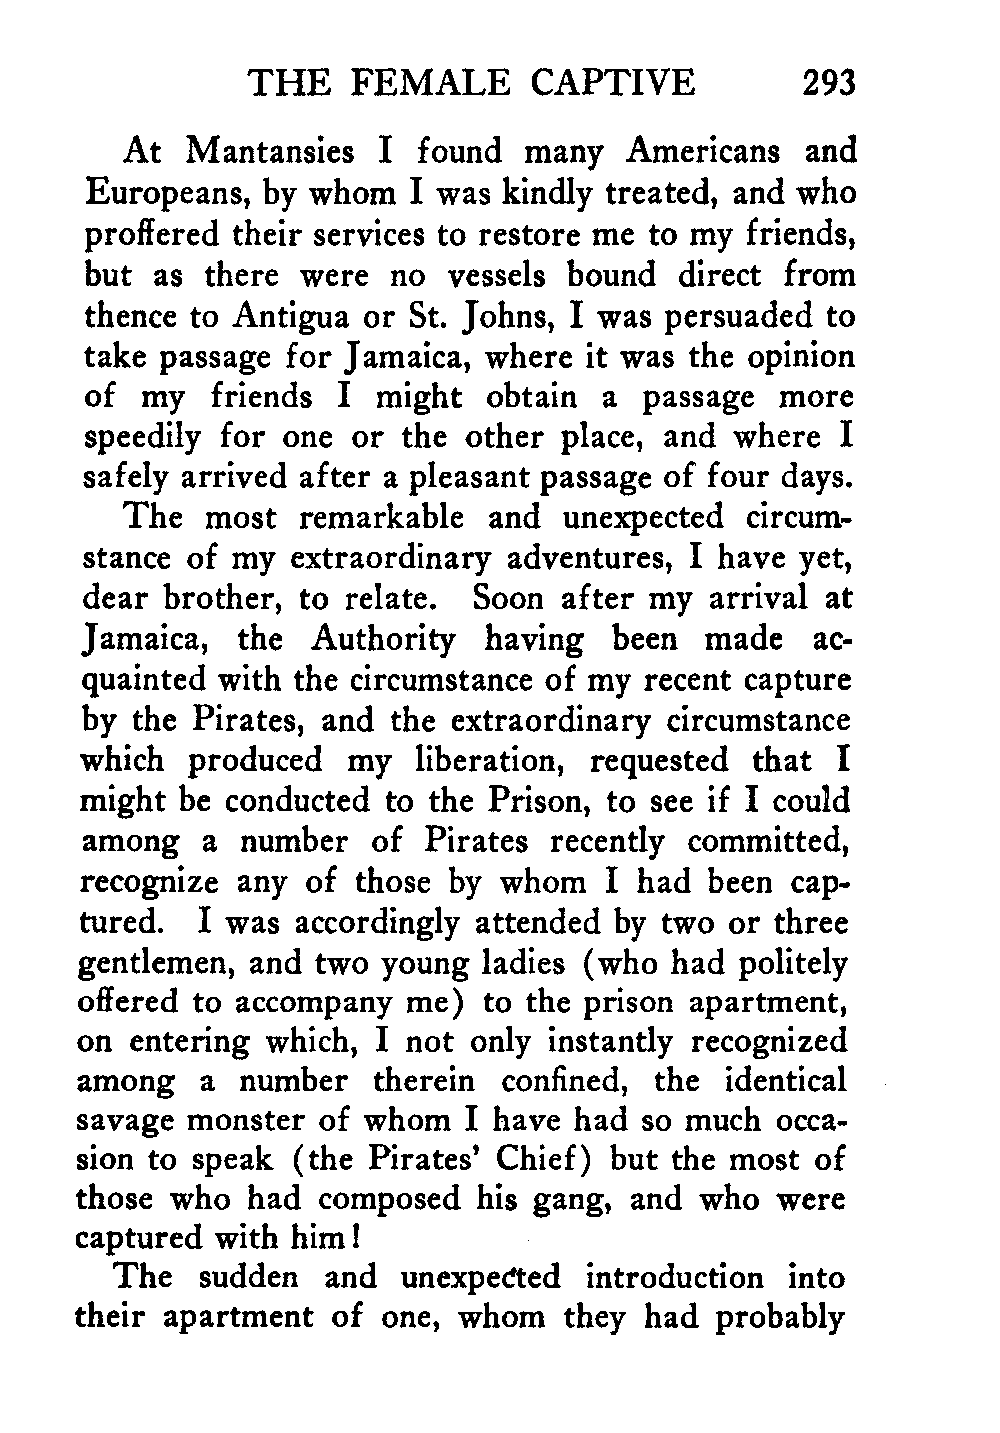 THE FEMALE CAPTIVE 293
At Mantansies I found many Americans and
Europeans, by whom I was kindly treated, and who
proffered their services to restore me to my friends,
but as there were no vessels bound direct from
thence to Antigua or St. Johns, I was persuaded to
take passage for Jamaica, where it was the opinion
of my friends I might obtain a passage more
speedily for one or the other place, and where I
safely arrived after a pleasant passage of four days.
The most remarkable and unexpected circum-
stance of my extraordinary adventures, I have yet,
dear brother, to relate. Soon after my arrival at
Jamaica, the Authority having been made ac-
quainted with the circumstance of my recent capture
by the Pirates, and the extraordinary circumstance
which produced my liberation, requested that I
might be conducted to the Prison, to see if I could
among a number of Pirates recently committed,
recognize any of those by whom I had been cap-
tured. I was accordingly attended by two or three
gentlemen, and two young ladies (who had politely
offered to accompany me) to the prison apartment,
on entering which, I not only instantly recognized
among a number therein confined, the identical
savage monster of whom I have had so much occa-
sion to speak (the Pirates' Chief) but the most of
those who had composed his gang, and who were
captured with him!
The sudden and unexpected introduction into
their apartment of one, whom they had probably